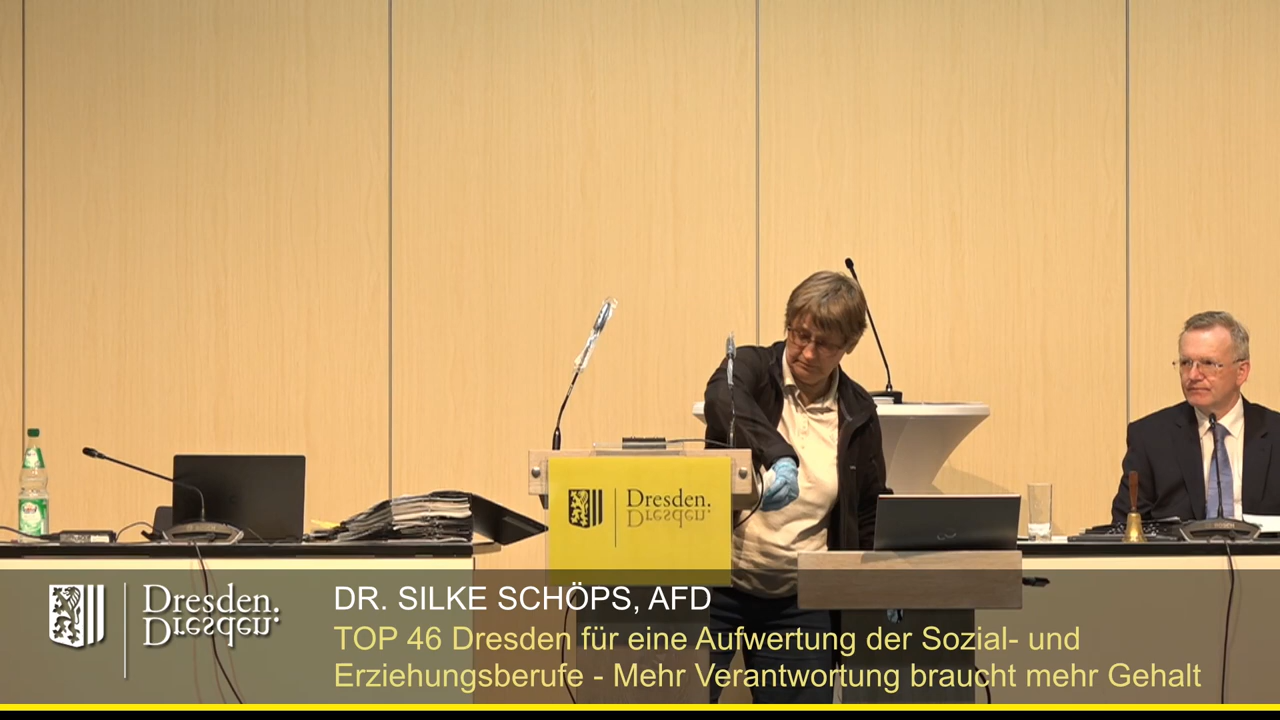 Dresden.
Dresden.
Dresden.
Dresden.
DR. SILKE SCHÖPS, AFD
TOP 46 Dresden für eine Aufwertung der Sozial- und
Erziehungsberufe - Mehr Verantwortung braucht mehr Gehalt